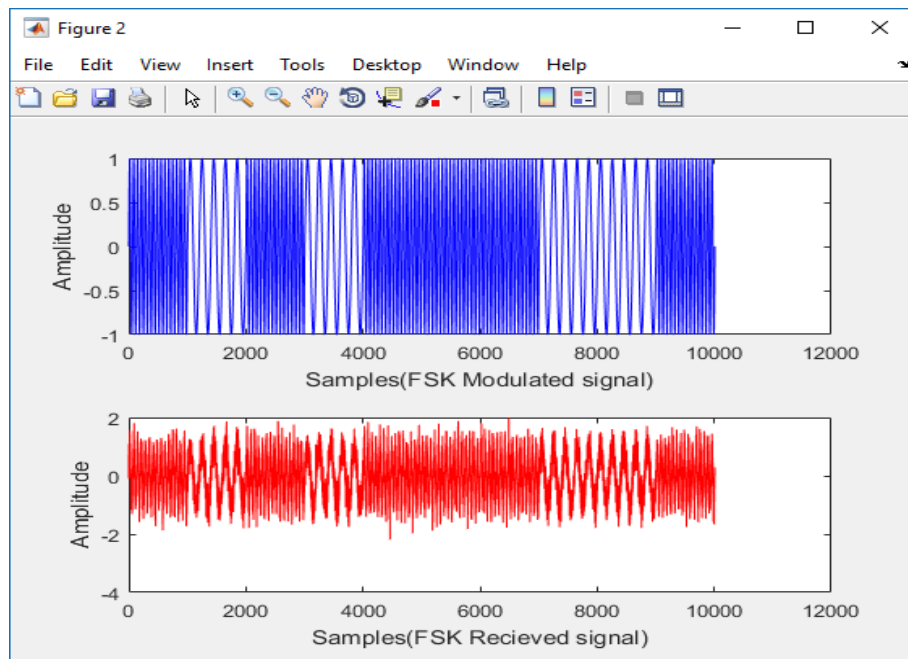 Figure 2
File Edit View Insert Tools Desktop Window Help
1
0.5
0
-0.5
-1
Amplitude
0 2000 4000 6000 8000 10000 12000
Samples(FSK Modulated signal)
2
0
-2
-4
Amplitude
0 2000 4000 6000 8000 10000 12000
Samples(FSK Recieved signal)